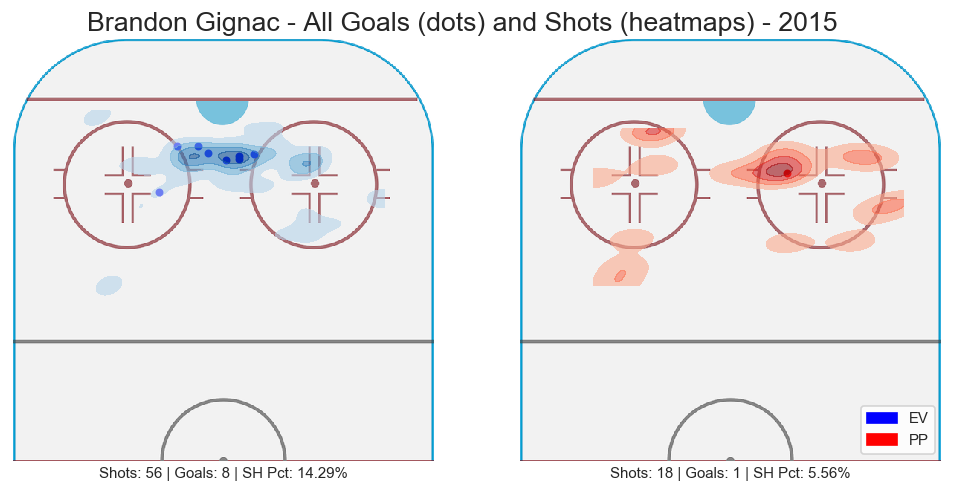 Brandon Gignac - All Goals (dots) and Shots (heatmaps) - 2015
EV
PP
Shots: 56 | Goals: 8 | SH Pct: 14.29%
Shots: 18 | Goals: 1 | SH Pct: 5.56%